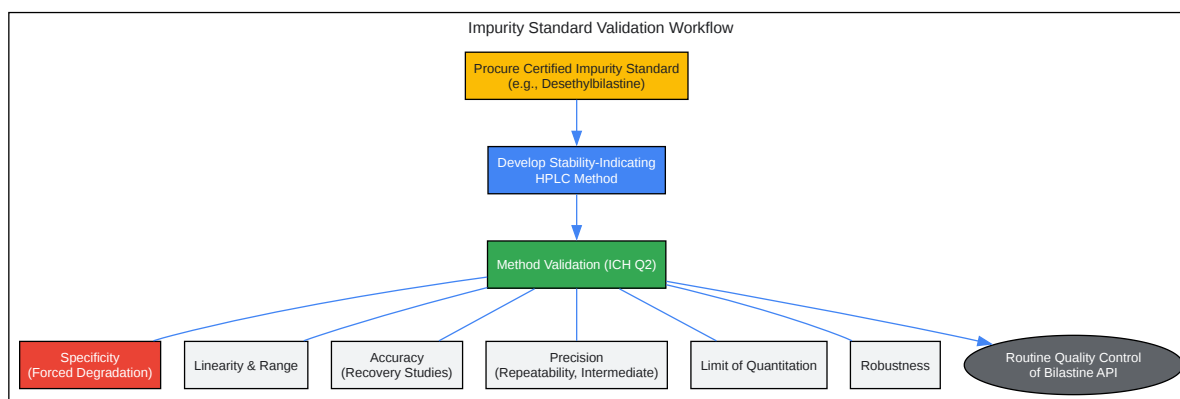 Impurity Standard Validation Workflow
Procure Certified Impurity Standard
(e.g., Desethylbilastine)
Develop Stability-Indicating
HPLC Method
Method Validation (ICH Q2)
Specificity
(Forced Degradation)
Linearity & Range
Accuracy
(Recovery Studies)
Precision
(Repeatability, Intermediate)
Limit of Quantitation
Robustness
Routine Quality Control
of Bilastine API